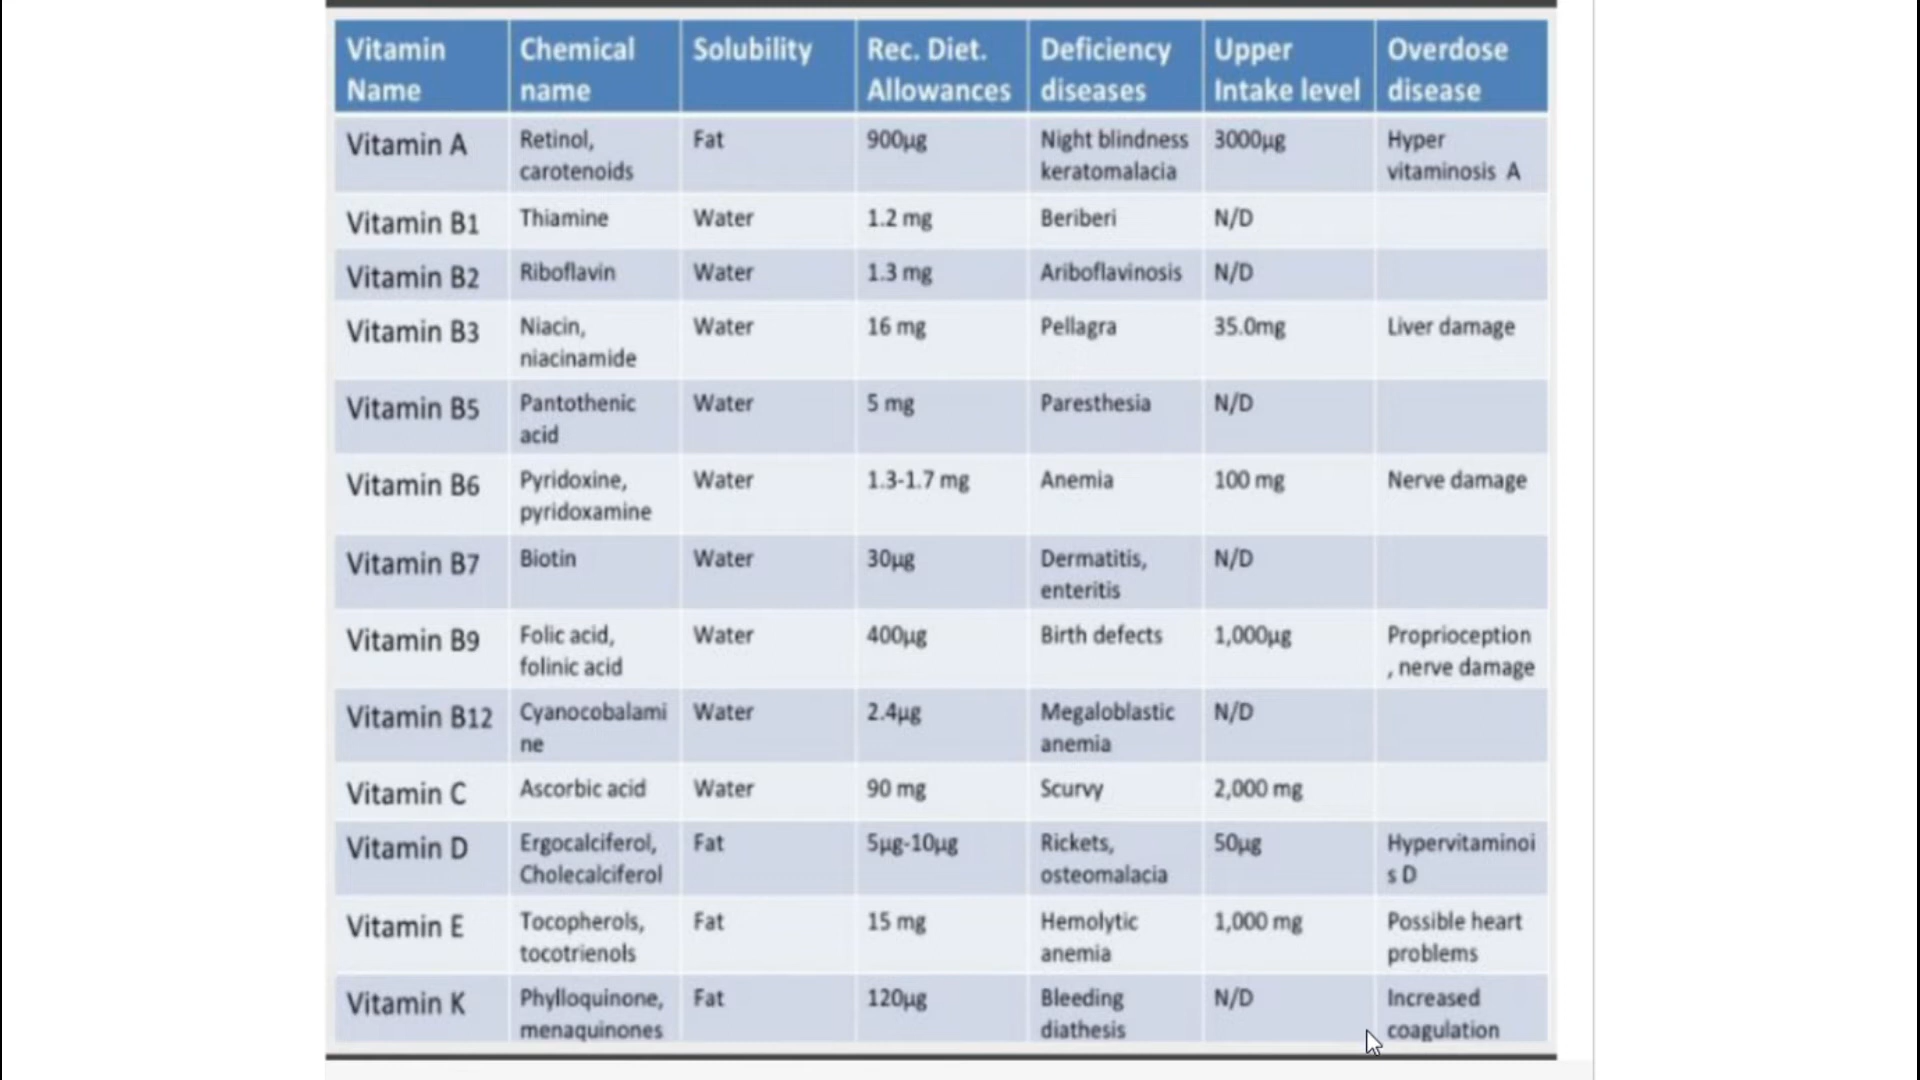 Vitamin Name	Chemical name	Solubility	Rec. Diet. Allowances	Deficiency diseases	Upper Intake level	Overdose disease
Vitamin A	Retinol, carotenoids	Fat	900µg	Night blindness keratomalacia	3000µg	Hyper vitaminosis A
Vitamin B1	Thiamine	Water	1.2 mg	Beriberi	N/D
Vitamin B2	Riboflavin	Water	1.3 mg	Ariboflavinosis	N/D
Vitamin B3	Niacin, niacinamide	Water	16 mg	Pellagra	35.0mg	Liver damage
Vitamin B5	Pantothenic acid	Water	5 mg	Paresthesia	N/D
Vitamin B6	Pyridoxine, pyridoxamine	Water	1.3-1.7 mg	Anemia	100 mg	Nerve damage
Vitamin B7	Biotin	Water	30µg	Dermatitis, enteritis	N/D
Vitamin B9	Folic acid, folinic acid	Water	400µg	Birth defects	1,000µg	Proprioception , nerve damage
Vitamin B12	Cyanocobalami ne	Water	2.4µg	Megaloblastic anemia	N/D
Vitamin C	Ascorbic acid	Water	90 mg	Scurvy	2,000 mg
Vitamin D	Ergocalciferol, Cholecalciferol	Fat	5µg-10µg	Rickets, osteomalacia	50µg	Hypervitaminoi s D
Vitamin E	Tocopherols, tocotrienols	Fat	15 mg	Hemolytic anemia	1,000 mg	Possible heart problems
Vitamin K	Phylloquinone, menaquinones	Fat	120µg	Bleeding diathesis	N/D	Increased coagulation